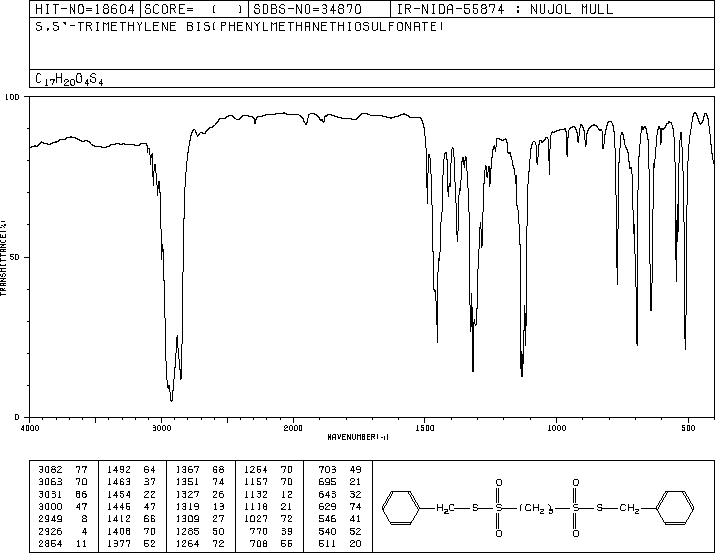 HIT-NO=18604 SCORE= ( ) SDBS-NO=34870 IR-NIDA-55874 : NUJOL MULL
S,S'-TRIMETHYLENE BIS(PHENYLMETHANETHIOSULFONATE)
C17H20O4S4
100
50
0
TRANSMITTANCE(%)
4000 3000 2000 1500 1000 500
WAVENUMBER(-1)
3082 77 1492 64 1367 68 1254 70 703 49
3063 70 1463 37 1351 74 1157 70 695 21
3031 66 1454 22 1327 26 1132 12 643 32
3000 47 1446 47 1319 13 1118 21 629 74
2949 8 1412 66 1309 27 1027 72 546 41
2926 4 1408 70 1285 50 770 39 540 52
2854 11 1377 52 1264 72 708 55 511 20
O O
H2C S S (CH2)3 S S CH2
O O